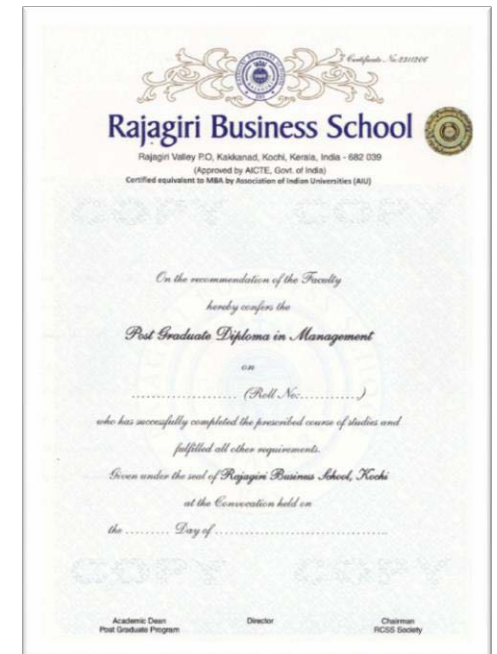 Certificate No. 2210206
Rajagiri Business School
Rajagiri Valley P.O, Kakkanad, Kochi, Kerala, India - 682 039
(Approved by AICTE, Govt. of India)
Certified equivalent to MBA by Association of Indian Universities (AIU)
COPY COPY
On the recommendation of the Faculty
hereby confers the
Post Graduate Diploma in Management
on
.................... (Roll No:...........)
who has successfully completed the prescribed course of studies and
fulfilled all other requirements.
Given under the seal of Rajagiri Business School, Kochi
at the Convocation held on
the ......... Day of ...................................
COPY COPY
Academic Dean Director Chairman
Post Graduate Program RCSS Society